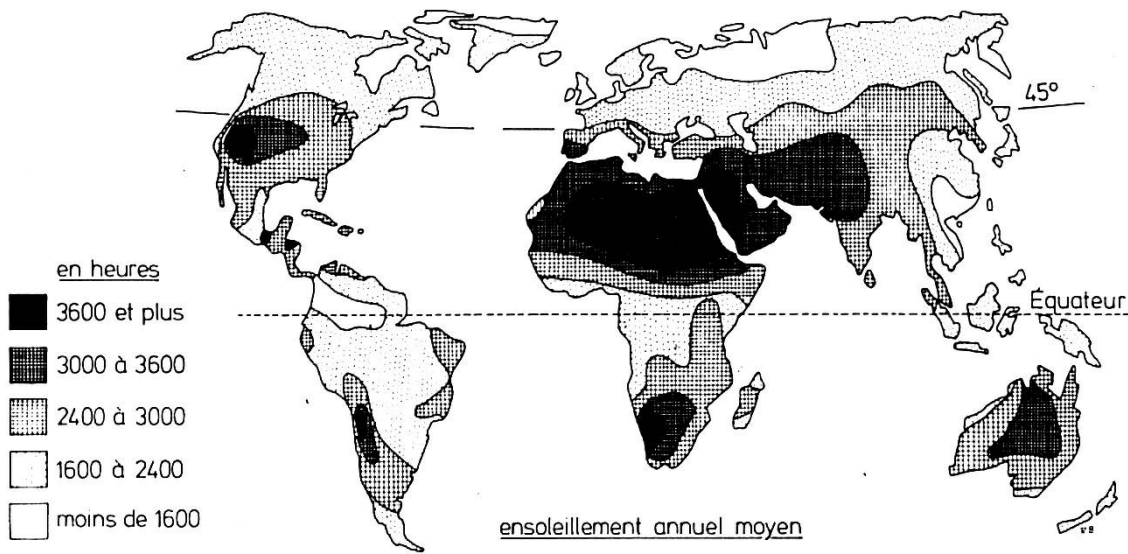 45°
en heures
3600 et plus
3000 à 3600
2400 à 3000
1600 à 2400
moins de 1600
Équateur
ensoleillement annuel moyen